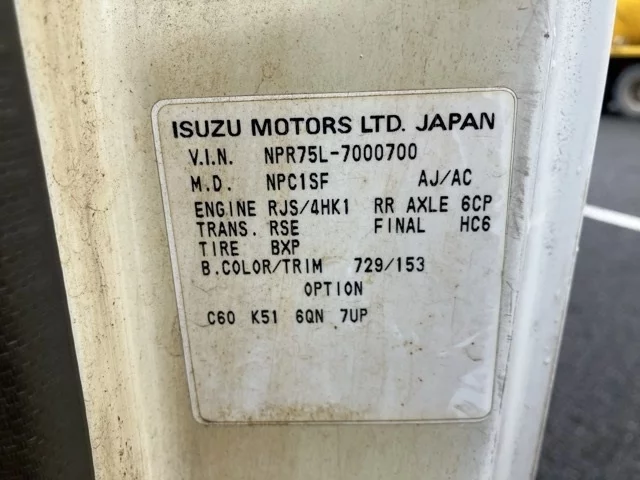 ISUZU MOTORS LTD. JAPAN
V.I.N. NPR75L-7000700
M.D. NPC1SF AJ/AC
ENGINE RJS/4HK1 RR AXLE 6CP
TRANS. RSE FINAL HC6
TIRE BXP
B.COLOR/TRIM 729/153
OPTION
C60 K51 6QN 7UP